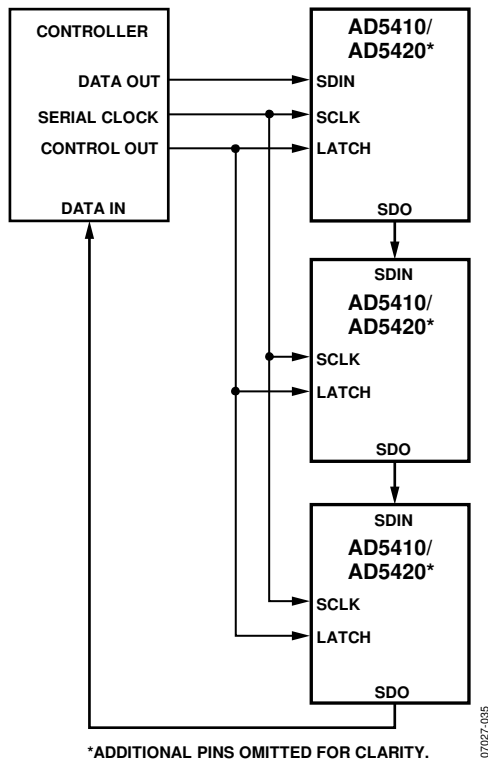 CONTROLLER
DATA OUT
SERIAL CLOCK
CONTROL OUT
DATA IN
AD5410/
AD5420*
SDIN
SCLK
LATCH
SDO
SDIN
AD5410/
AD5420*
SCLK
LATCH
SDO
SDIN
AD5410/
AD5420*
SCLK
LATCH
SDO
*ADDITIONAL PINS OMITTED FOR CLARITY.
07027-035